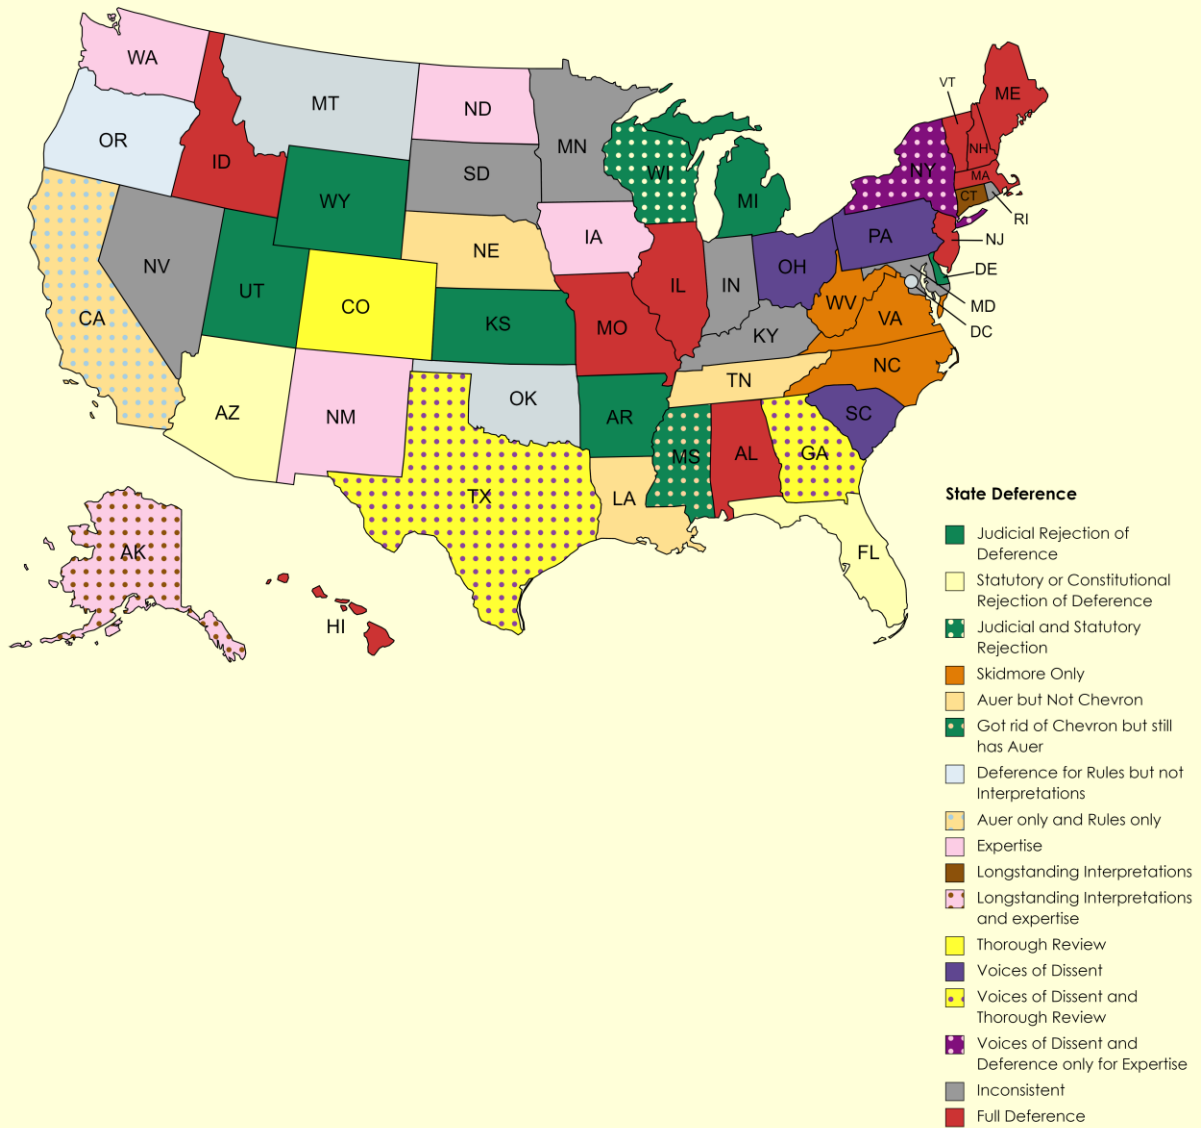 WA
MT
ND
MN
VT
ME
OR
ID
SD
WI
NY
NH
MA
WY
MI
CT
RI
NV
NE
IA
PA
NJ
UT
OH
DE
CA
CO
IL
IN
WV
MD
KS
MO
VA
DC
KY
NC
AZ
NM
OK
TN
AR
SC
MS
AL
GA
TX
LA
AK
FL
HI
State Deference
Judicial Rejection of
Deference
Statutory or Constitutional
Rejection of Deference
Judicial and Statutory
Rejection
Skidmore Only
Auer but Not Chevron
Got rid of Chevron but still
has Auer
Deference for Rules but not
Interpretations
Auer only and Rules only
Expertise
Longstanding Interpretations
Longstanding Interpretations
and expertise
Thorough Review
Voices of Dissent
Voices of Dissent and
Thorough Review
Voices of Dissent and
Deference only for Expertise
Inconsistent
Full Deference